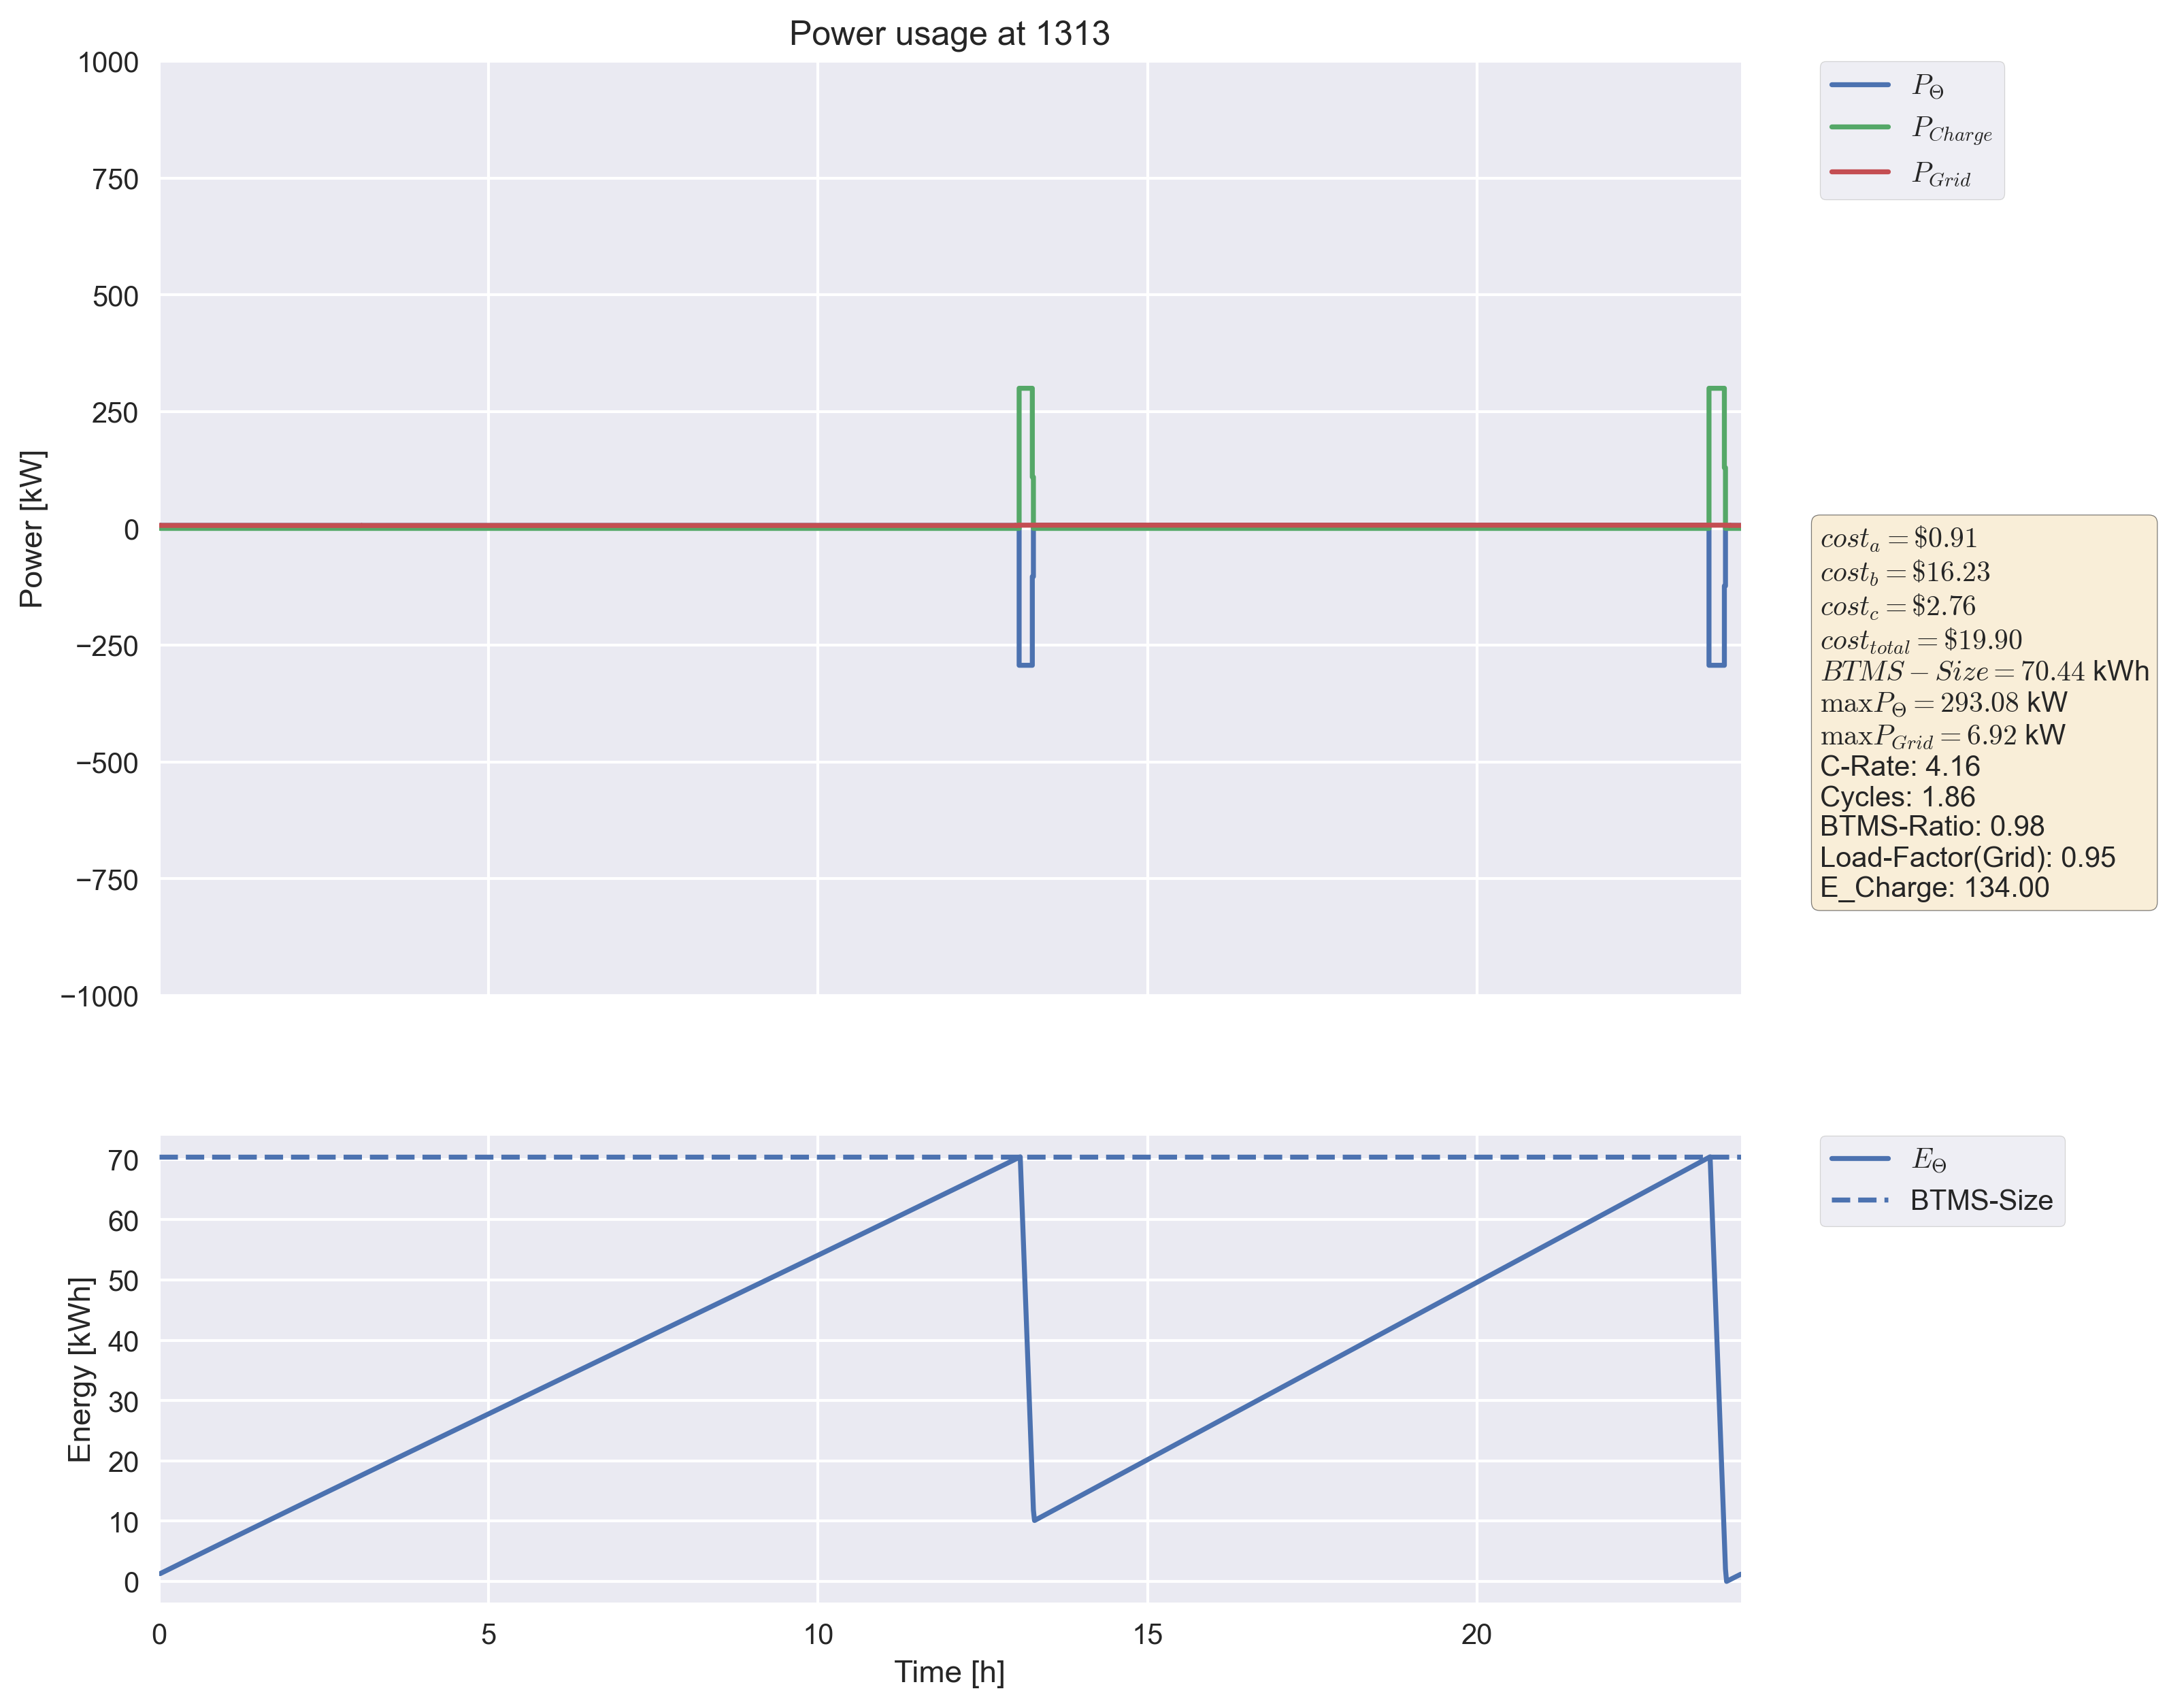 Power usage at 1313
1000
750
500
250
0
−250
−500
−750
−1000
Power [kW]
P_Θ
P_Charge
P_Grid
cost_a = $0.91
cost_b = $16.23
cost_c = $2.76
cost_total = $19.90
BTMS − Size = 70.44 kWh
maxP_Θ = 293.08 kW
maxP_Grid = 6.92 kW
C-Rate: 4.16
Cycles: 1.86
BTMS-Ratio: 0.98
Load-Factor(Grid): 0.95
E_Charge: 134.00
70
60
50
40
30
20
10
0
Energy [kWh]
E_Θ
BTMS-Size
0 5 10 15 20
Time [h]